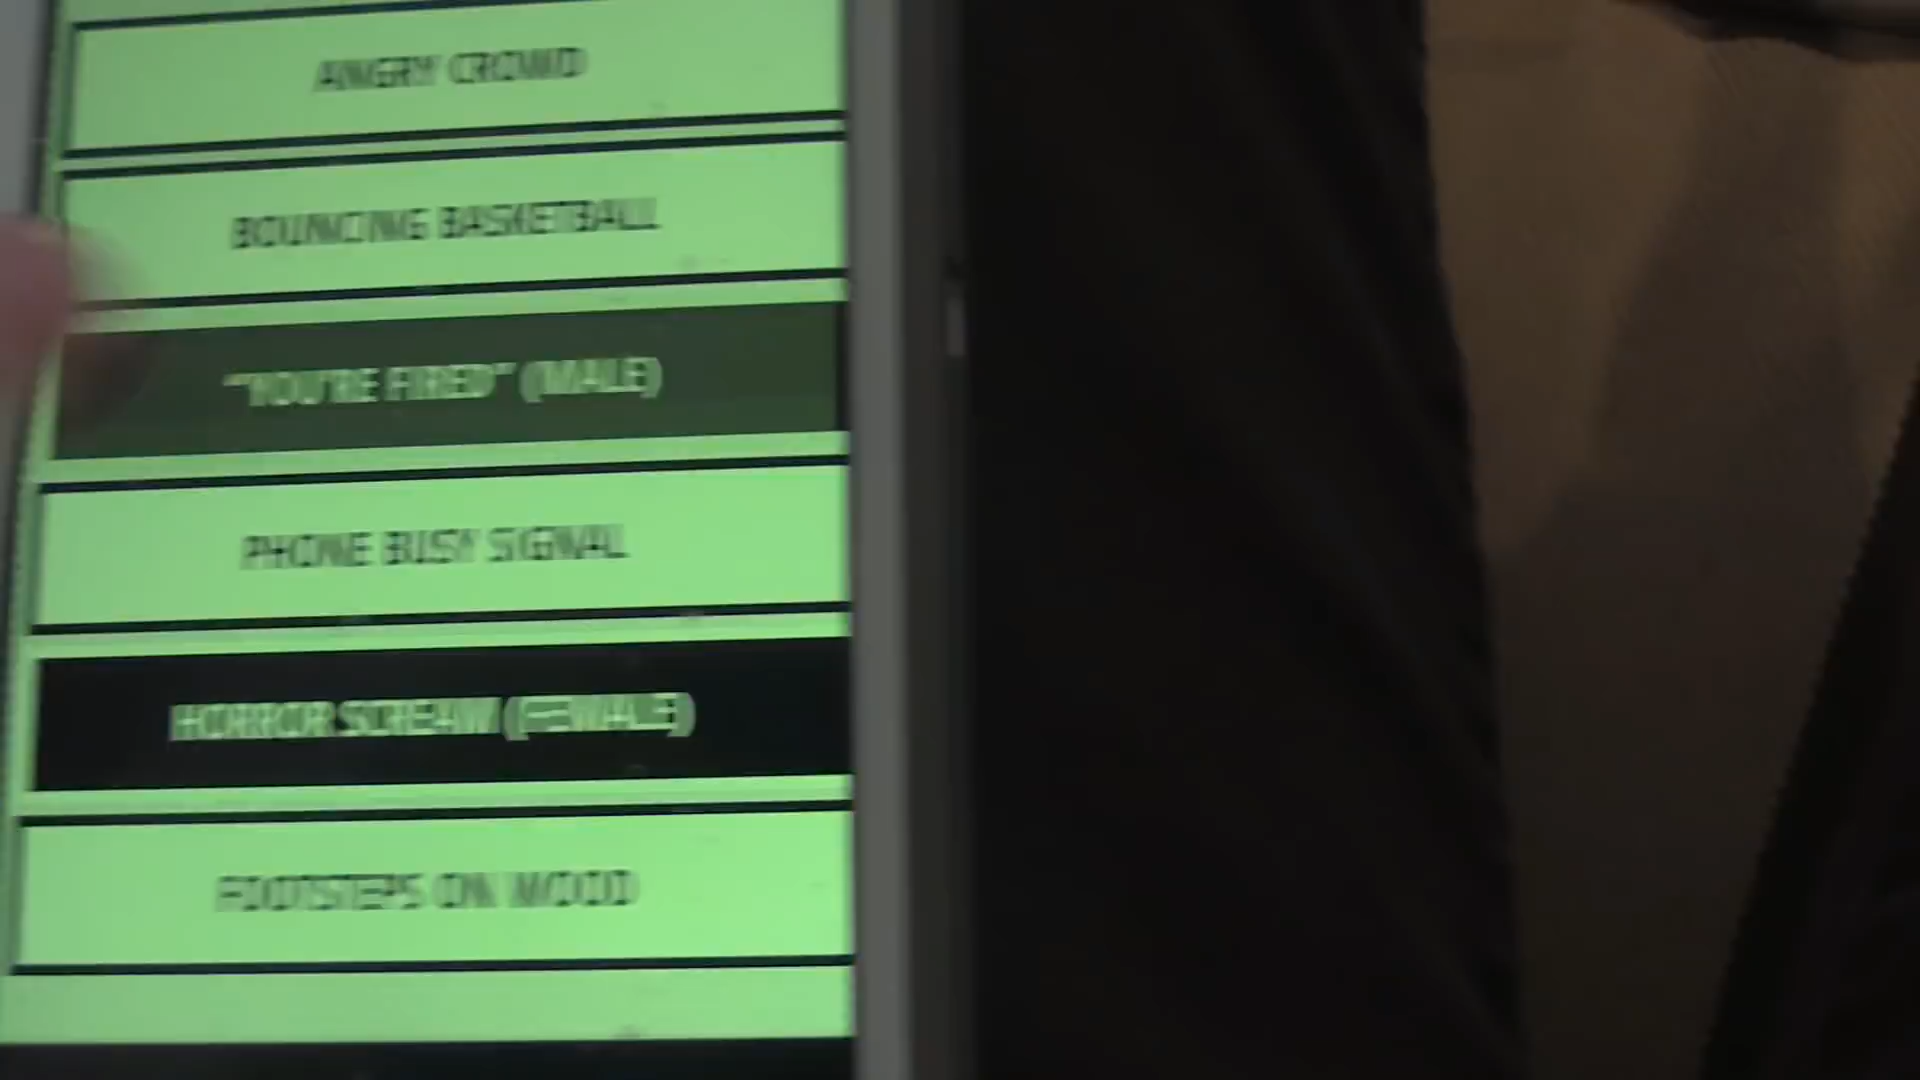 ANGRY CROWD
BOUNCING BASKETBALL
"YOU'RE FIRED" (MALE)
PHONE BUSY SIGNAL
HORROR SCREAM (FEMALE)
FOOTSTEPS ON WOOD